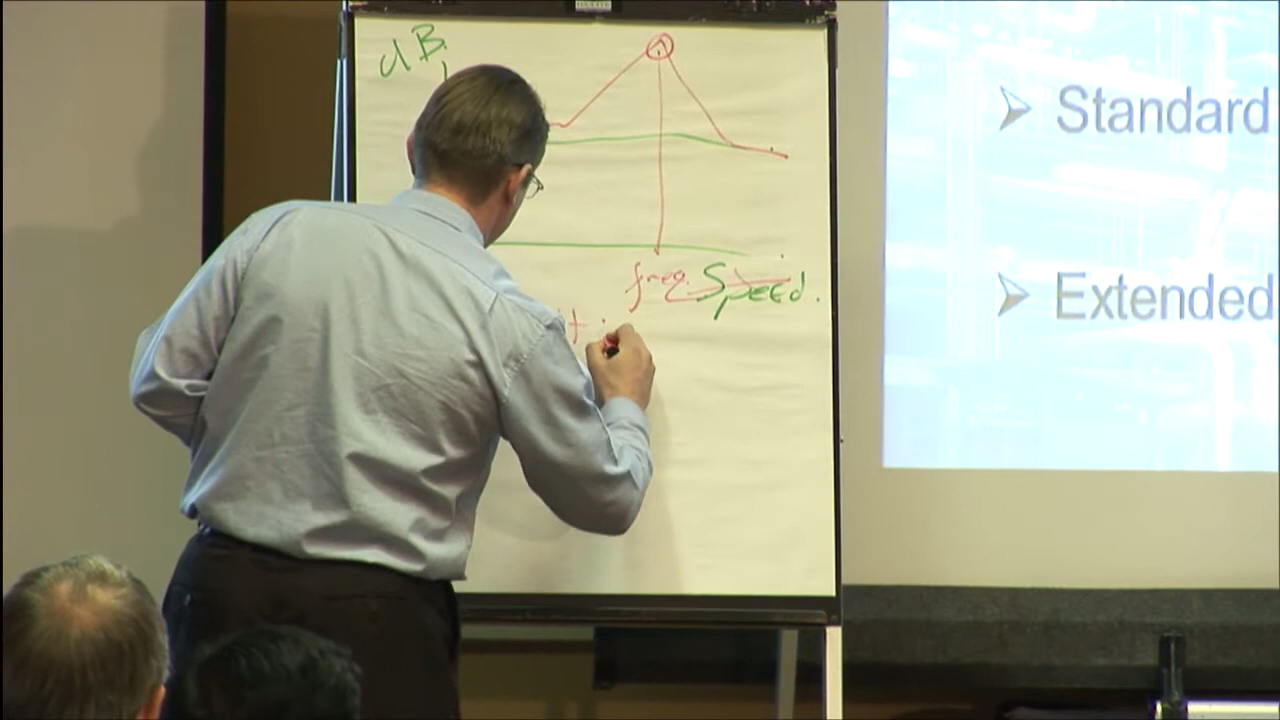 dB
Standard
freq. Speed.
Extended
t